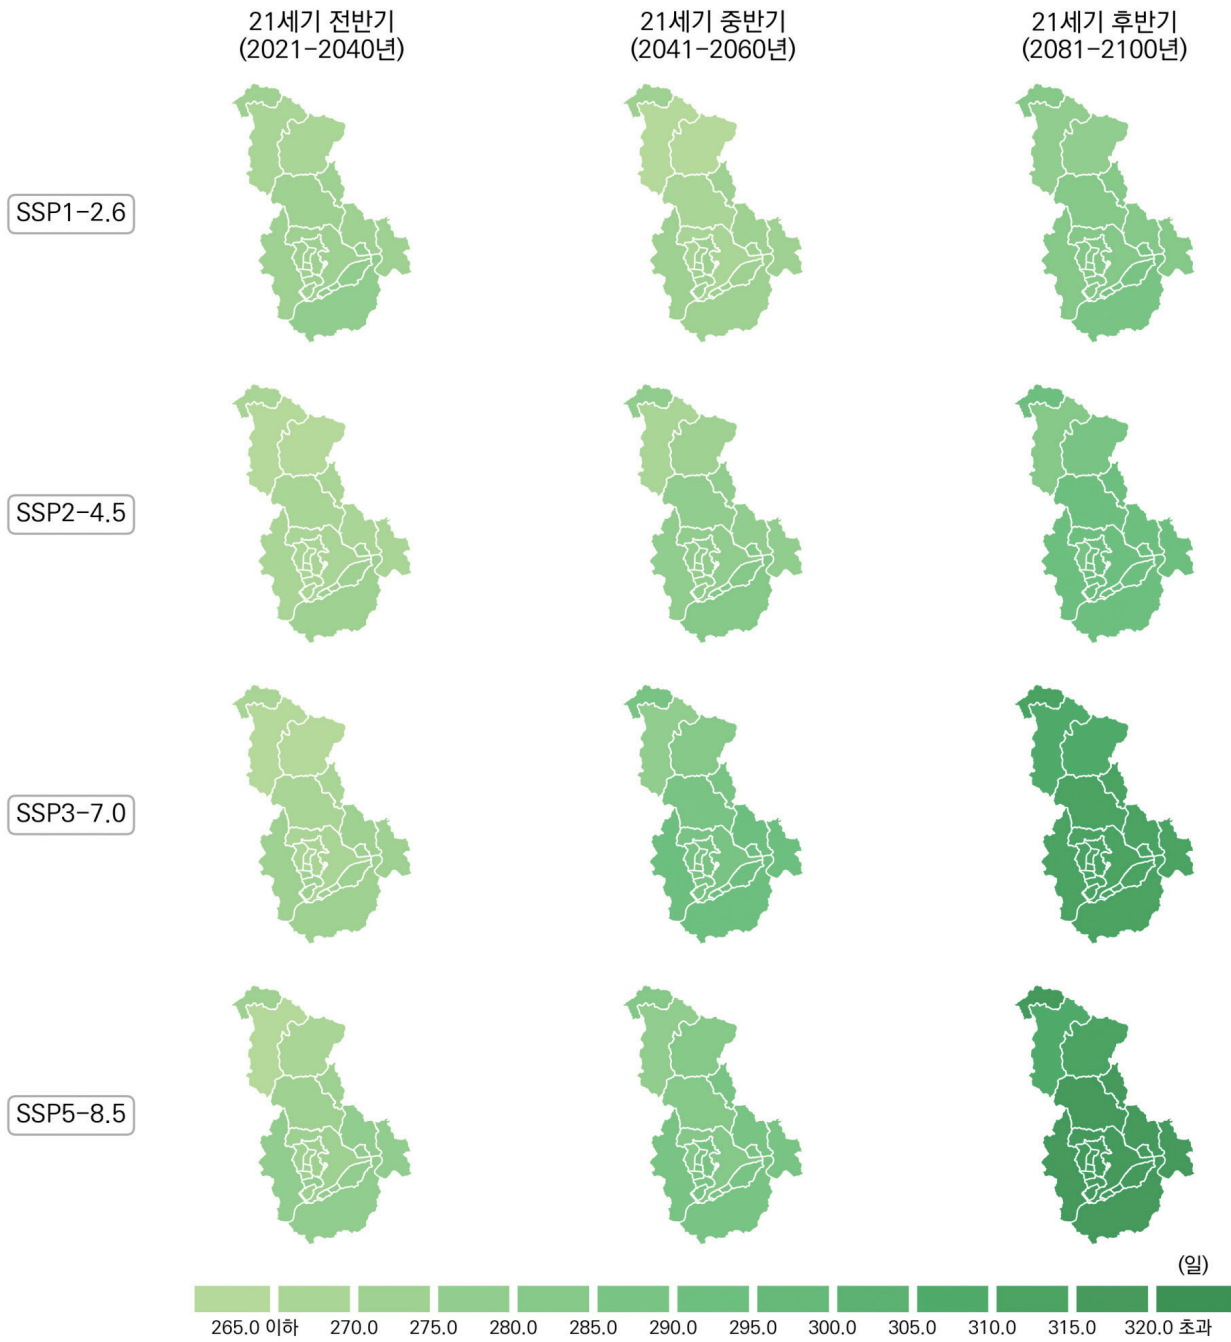 21세기 전반기
(2021-2040년)
21세기 중반기
(2041-2060년)
21세기 후반기
(2081-2100년)
SSP1-2.6
SSP2-4.5
SSP3-7.0
SSP5-8.5
(일)
265.0 이하 270.0 275.0 280.0 285.0 290.0 295.0 300.0 305.0 310.0 315.0 320.0 초과